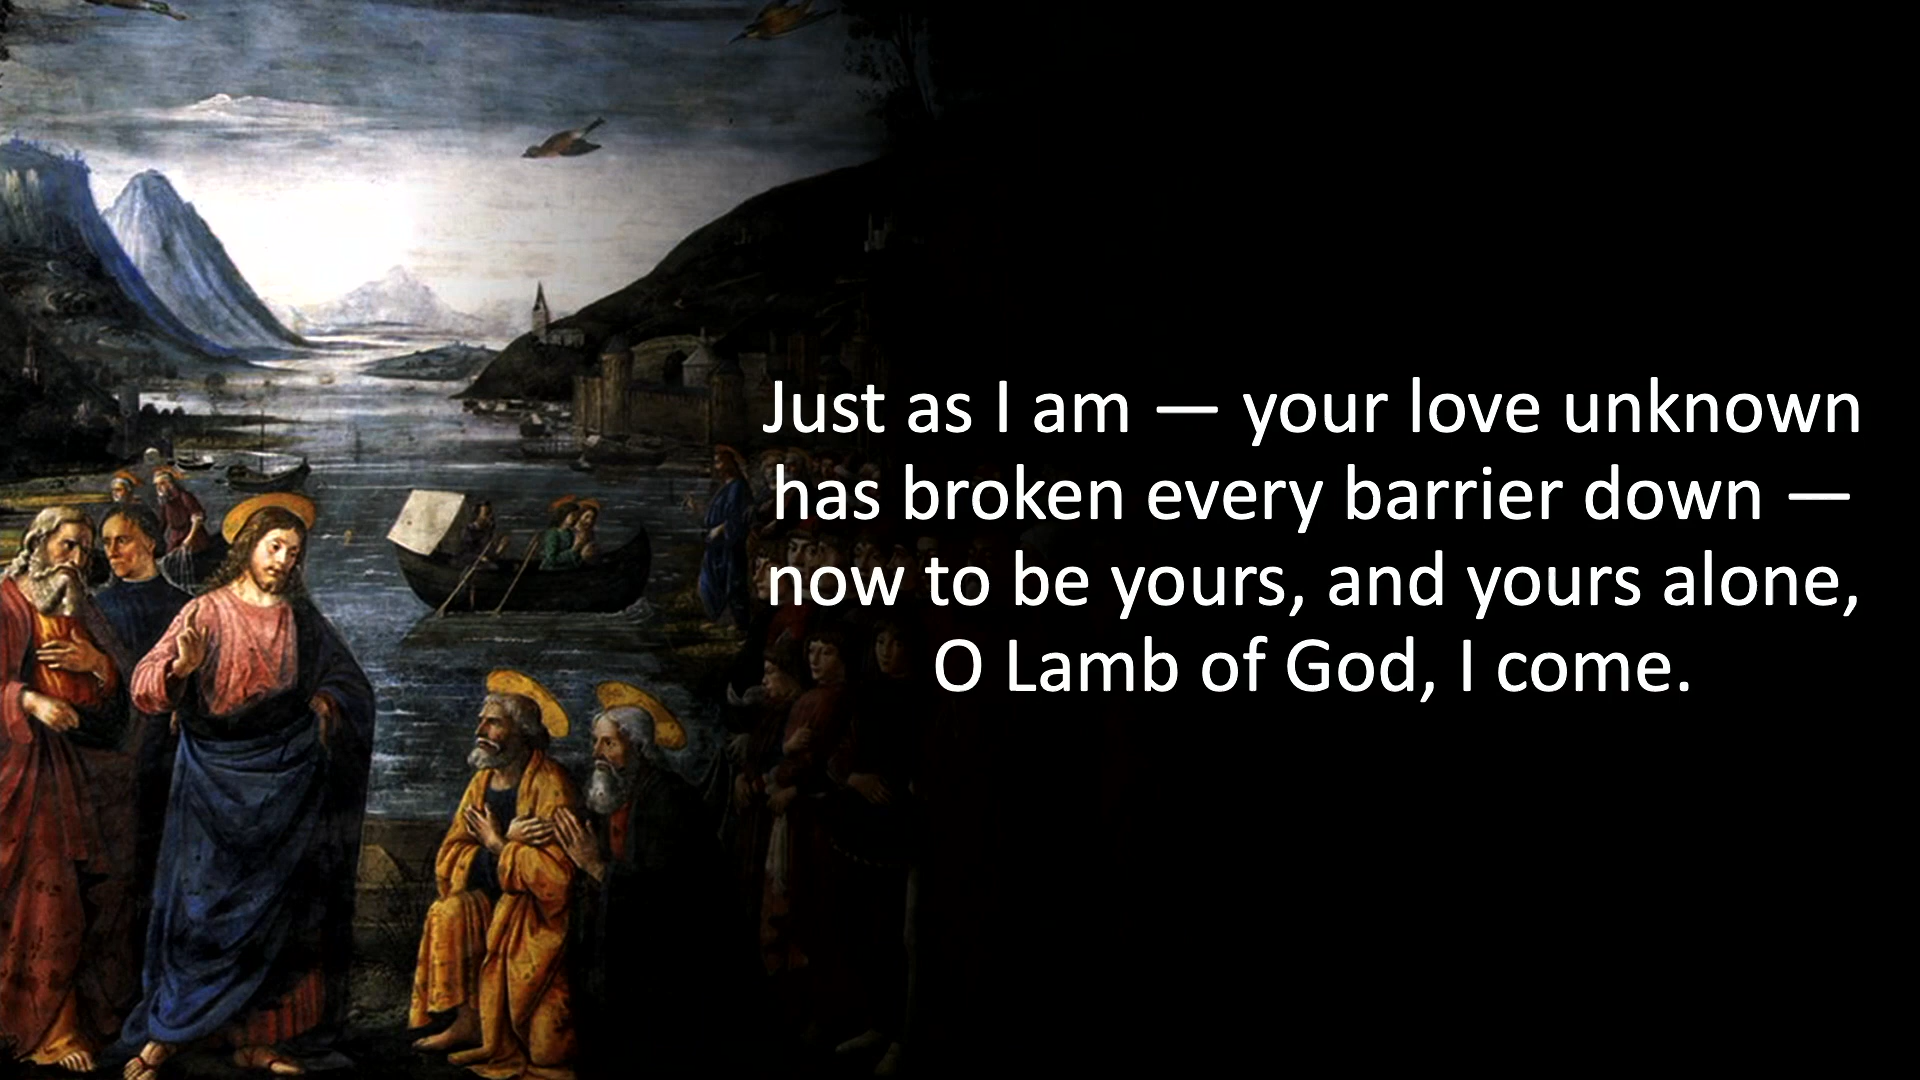 Just as I am — your love unknown
has broken every barrier down —
now to be yours, and yours alone,
O Lamb of God, I come.